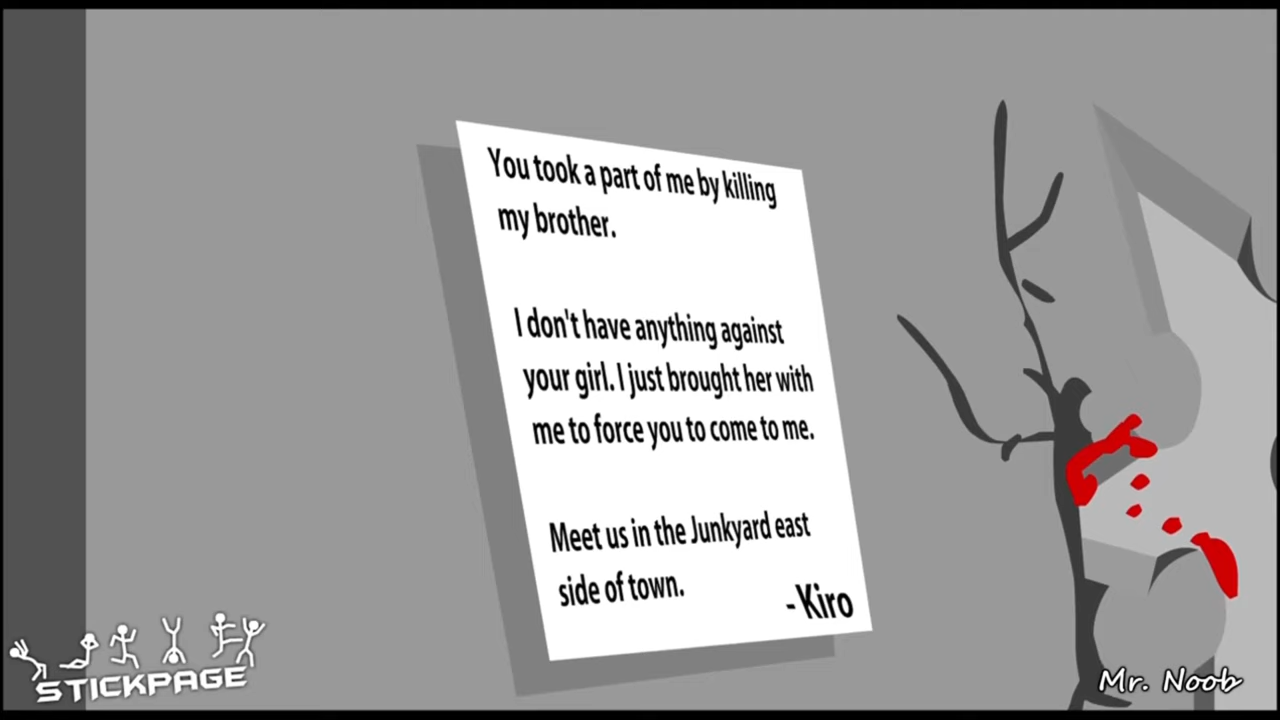 You took a part of me by killing
my brother.
I don't have anything against
your girl. I just brought her with
me to force you to come to me.
Meet us in the Junkyard east
side of town.
- Kiro
STICKPAGE
Mr. Noob